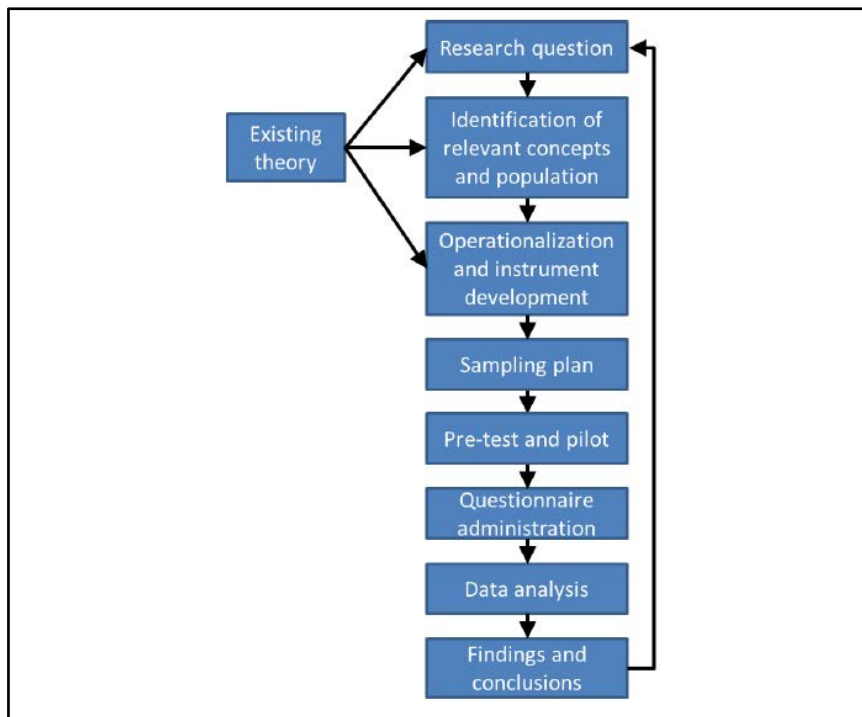 Research question
Existing
theory
Identification of
relevant concepts
and population
Operationalization
and instrument
development
Sampling plan
Pre-test and pilot
Questionnaire
administration
Data analysis
Findings and
conclusions